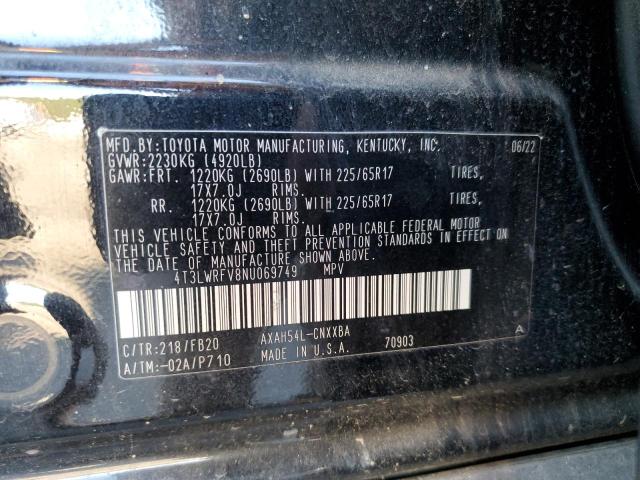 MFD.BY:TOYOTA MOTOR MANUFACTURING, KENTUCKY, INC. 06/22
GVWR:2230KG (4920LB)
GAWR:FRT. 1220KG (2690LB) WITH 225/65R17 TIRES,
17X7.0J RIMS.
RR. 1220KG (2690LB) WITH 225/65R17 TIRES,
17X7.0J RIMS.
THIS VEHICLE CONFORMS TO ALL APPLICABLE FEDERAL MOTOR
VEHICLE SAFETY AND THEFT PREVENTION STANDARDS IN EFFECT ON
THE DATE OF MANUFACTURE SHOWN ABOVE.
4T3LWRFV8NU069749 MPV
C/TR:218/FB20 AXAH54L-CNXXBA A
A/TM:-02A/P710 MADE IN U.S.A. 70903